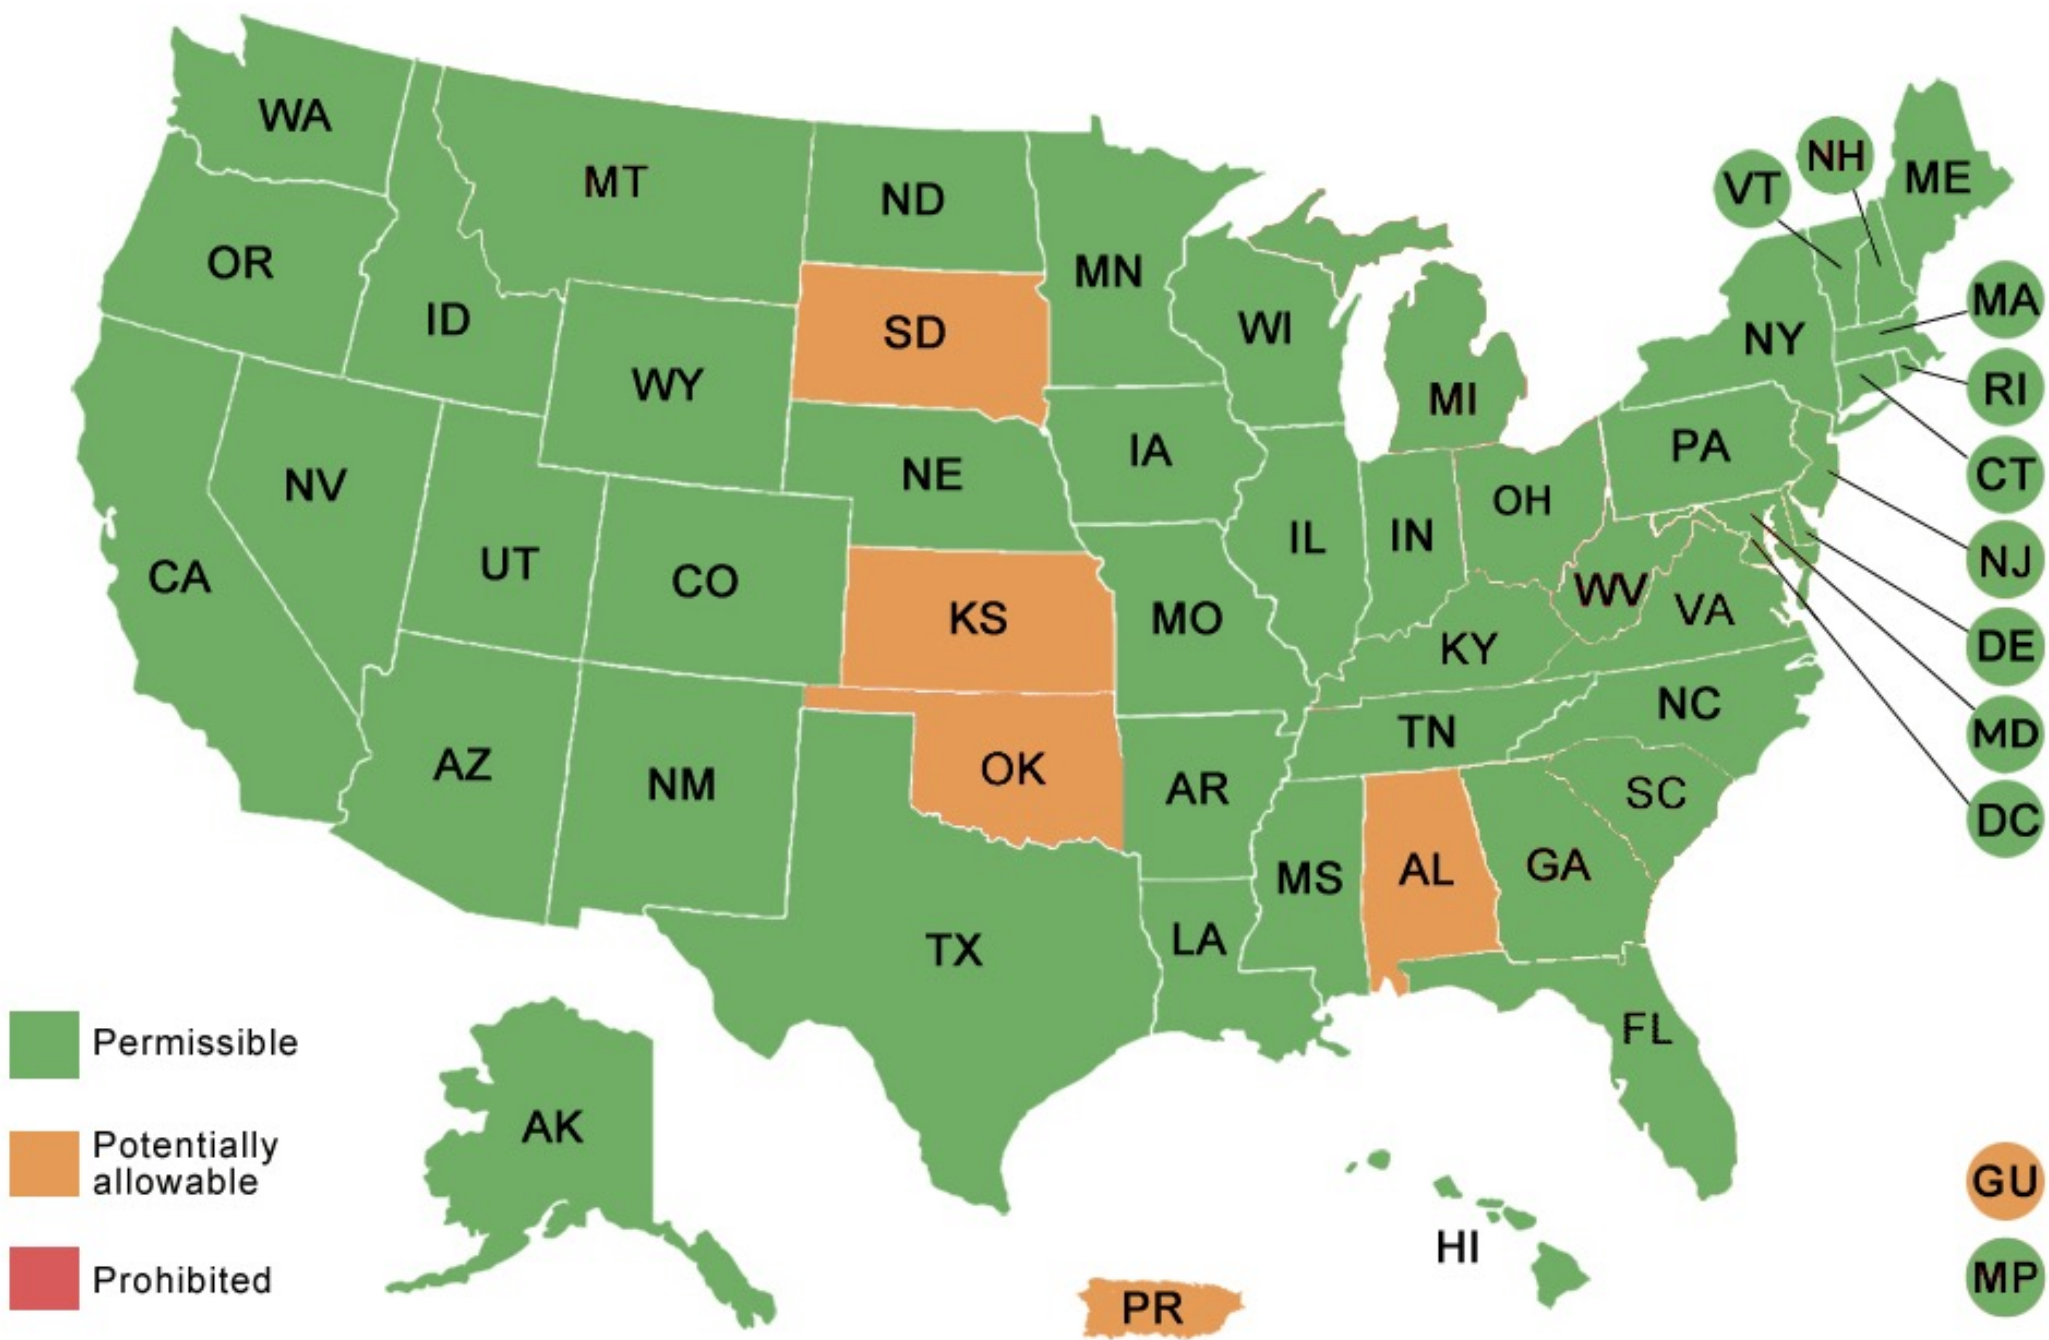 WA
MT
ND
MN
VT
NH
ME
OR
ID
SD
WI
MI
NY
MA
RI
WY
IA
PA
CT
NV
NE
IL
IN
OH
NJ
CA
UT
CO
KS
MO
WV
VA
KY
DE
NC
MD
AZ
NM
OK
AR
TN
SC
DC
MS
AL
GA
TX
LA
FL
Permissible
Potentially
allowable
Prohibited
AK
HI
PR
GU
MP